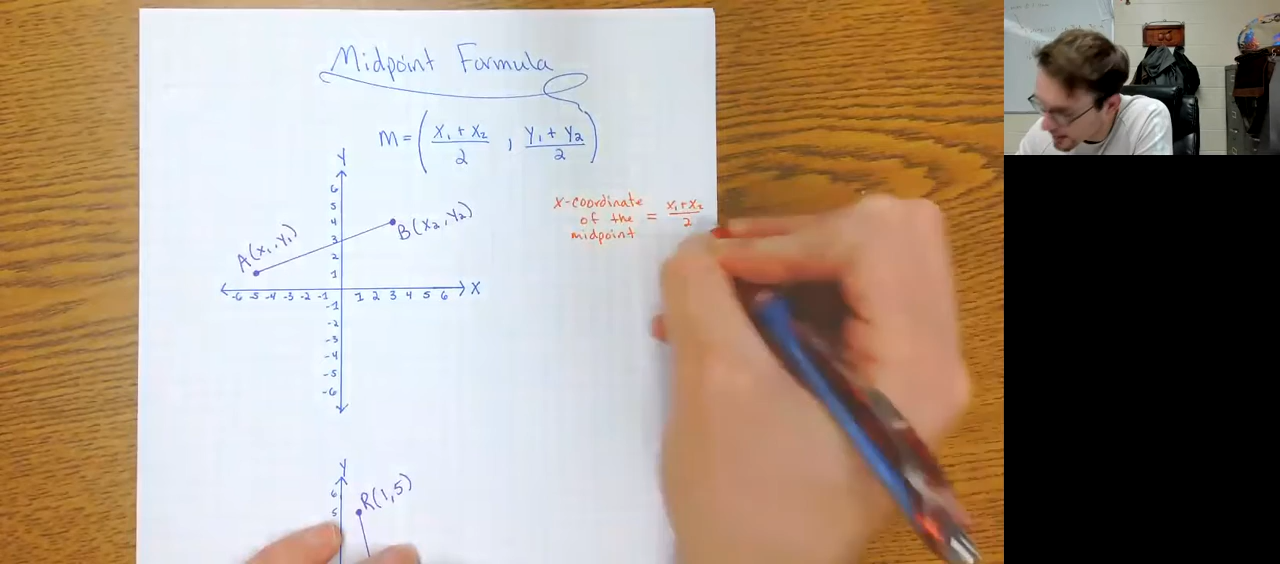 Midpoint Formula
M = ( X₁ + X₂ / 2 , Y₁ + Y₂ / 2 )
Y
6
5
4
3
2
1
A(X₁, Y₁)
B(X₂, Y₂)
-6 -5 -4 -3 -2 -1 1 2 3 4 5 6 X
-1
-2
-3
-4
-5
-6
X-coordinate of the midpoint = X₁ + X₂ / 2
Y
6
5
R(1,5)